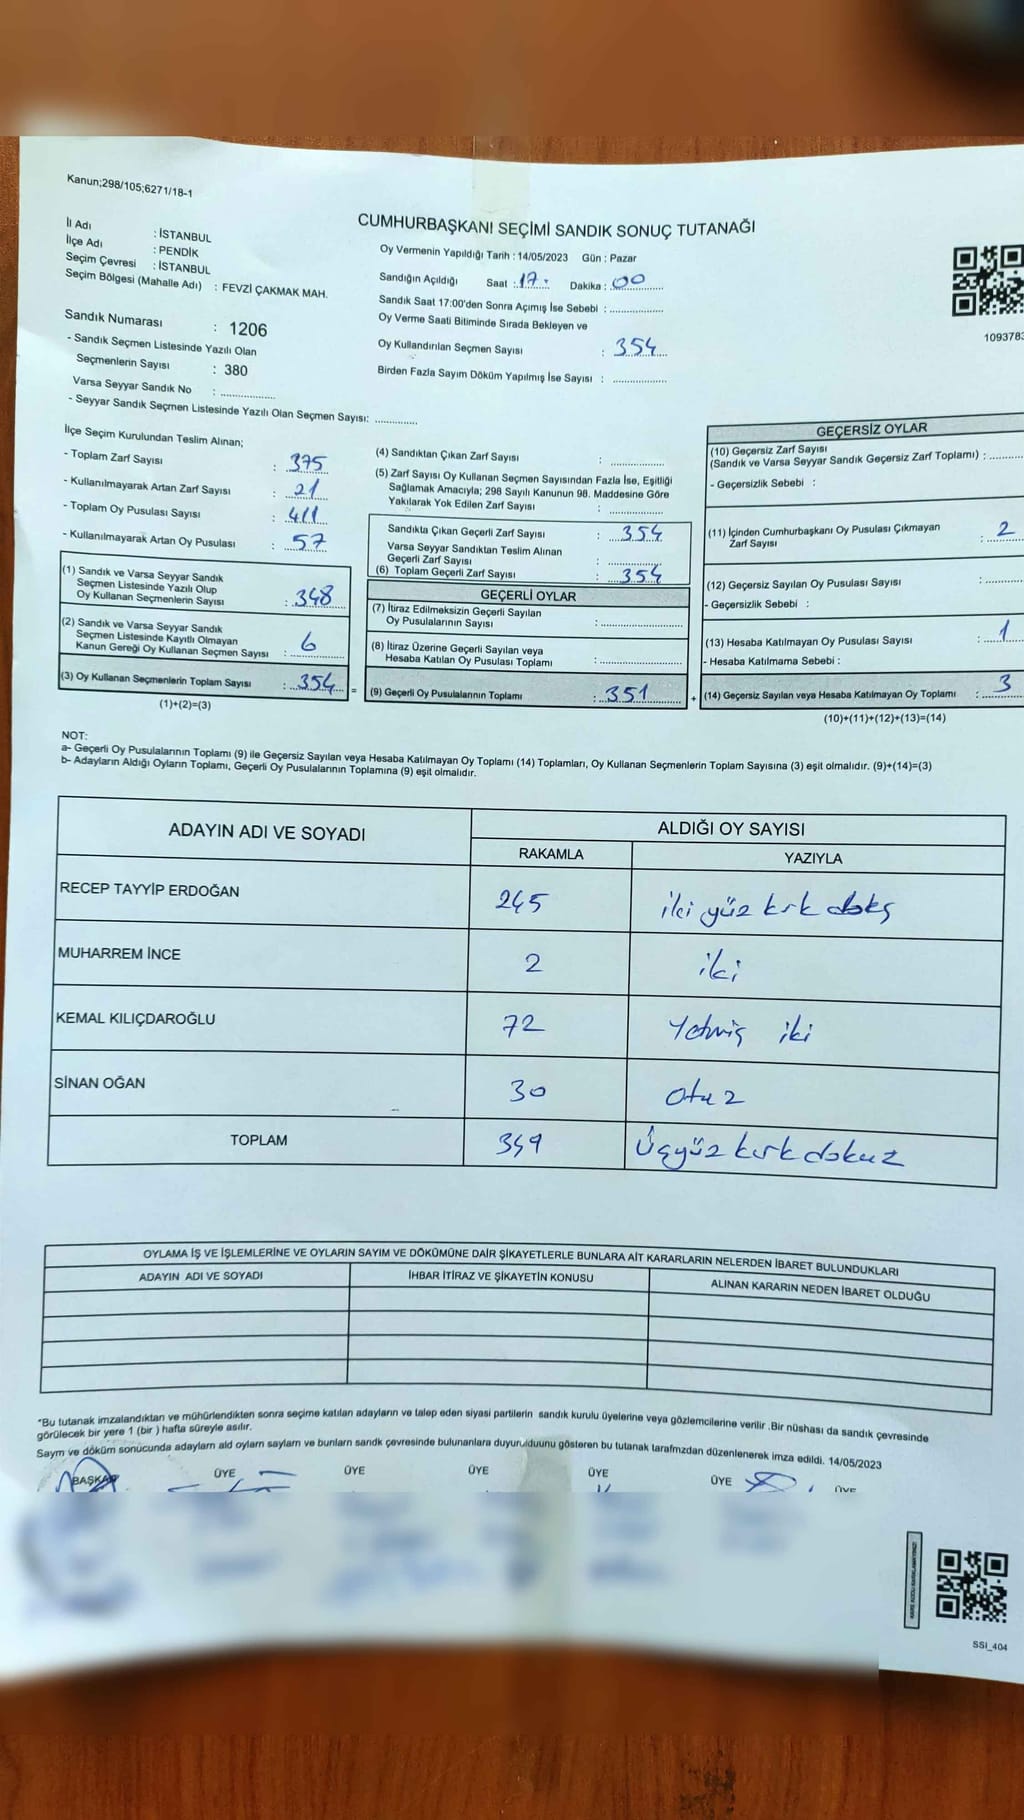 Kanun;298/105;6271/18-1
CUMHURBAŞKANI SEÇİMİ SANDIK SONUÇ TUTANAĞI
İl Adı : İSTANBUL
İlçe Adı : PENDİK
Seçim Çevresi : İSTANBUL
Seçim Bölgesi (Mahalle Adı) : FEVZİ ÇAKMAK MAH.
Sandık Numarası : 1206
- Sandık Seçmen Listesinde Yazılı Olan
Seçmenlerin Sayısı : 380
Varsa Seyyar Sandık No : ..................
- Seyyar Sandık Seçmen Listesinde Yazılı Olan Seçmen Sayısı: ..............
Oy Vermenin Yapıldığı Tarih : 14/05/2023 Gün : Pazar
Sandığın Açıldığı Saat : 17. Dakika : 00
Sandık Saat 17:00'den Sonra Açımış İse Sebebi : .................
Oy Verme Saati Bitiminde Sırada Bekleyen ve
Oy Kullandırılan Seçmen Sayısı : 354
Birden Fazla Sayım Döküm Yapılmış İse Sayısı : .................
109378
İlçe Seçim Kurulundan Teslim Alınan;
- Toplam Zarf Sayısı : 375
- Kullanılmayarak Artan Zarf Sayısı : 21
- Toplam Oy Pusulası Sayısı : 411
- Kullanılmayarak Artan Oy Pusulası : 57
(1) Sandık ve Varsa Seyyar Sandık
Seçmen Listesinde Yazılı Olup
Oy Kullanan Seçmenlerin Sayısı : 348
(2) Sandık ve Varsa Seyyar Sandık
Seçmen Listesinde Kayıtlı Olmayan
Kanun Gereği Oy Kullanan Seçmen Sayısı : 6
(3) Oy Kullanan Seçmenlerin Toplam Sayısı : 354 =
(1)+(2)=(3)
(4) Sandıktan Çıkan Zarf Sayısı : .................
(5) Zarf Sayısı Oy Kullanan Seçmen Sayısından Fazla İse, Eşitliği
Sağlamak Amacıyla; 298 Sayılı Kanunun 98. Maddesine Göre
Yakılarak Yok Edilen Zarf Sayısı : .................
Sandıkta Çıkan Geçerli Zarf Sayısı : 354
Varsa Seyyar Sandıktan Teslim Alınan
Geçerli Zarf Sayısı : .................
(6) Toplam Geçerli Zarf Sayısı : 354
GEÇERLİ OYLAR
(7) İtiraz Edilmeksizin Geçerli Sayılan
Oy Pusulalarının Sayısı : .................
(8) İtiraz Üzerine Geçerli Sayılan veya
Hesaba Katılan Oy Pusulası Toplamı : .................
(9) Geçerli Oy Pusulalarının Toplamı : 351 +
GEÇERSİZ OYLAR
(10) Geçersiz Zarf Sayısı
(Sandık ve Varsa Seyyar Sandık Geçersiz Zarf Toplamı) : .........
- Geçersizlik Sebebi :
(11) İçinden Cumhurbaşkanı Oy Pusulası Çıkmayan
Zarf Sayısı : 2
(12) Geçersiz Sayılan Oy Pusulası Sayısı : .........
- Geçersizlik Sebebi :
(13) Hesaba Katılmayan Oy Pusulası Sayısı : 1
- Hesaba Katılmama Sebebi :
(14) Geçersiz Sayılan veya Hesaba Katılmayan Oy Toplamı : 3
(10)+(11)+(12)+(13)=(14)
NOT:
a- Geçerli Oy Pusulalarının Toplamı (9) ile Geçersiz Sayılan veya Hesaba Katılmayan Oy Toplamı (14) Toplamları, Oy Kullanan Seçmenlerin Toplam Sayısına (3) eşit olmalıdır. (9)+(14)=(3)
b- Adayların Aldığı Oyların Toplamı, Geçerli Oy Pusulalarının Toplamına (9) eşit olmalıdır.
ADAYIN ADI VE SOYADI ALDIĞI OY SAYISI
RAKAMLA YAZIYLA
RECEP TAYYİP ERDOĞAN 245 iki yüz kırk
MUHARREM İNCE 2 iki
KEMAL KILIÇDAROĞLU 72 Yetmiş iki
SİNAN OĞAN 30 Otuz
TOPLAM 349 Üçyüz kırk dokuz
OYLAMA İŞ VE İŞLEMLERİNE VE OYLARIN SAYIM VE DÖKÜMÜNE DAİR ŞİKAYETLERLE BUNLARA AİT KARARLARIN NELERDEN İBARET BULUNDUKLARI
ADAYIN ADI VE SOYADI İHBAR İTİRAZ VE ŞİKAYETİN KONUSU ALINAN KARARIN NEDEN İBARET OLDUĞU
*Bu tutanak imzalandıktan ve mühürlendikten sonra seçime katılan adayların ve talep eden siyasi partilerin sandık kurulu üyelerine veya gözlemcilerine verilir .Bir nüshası da sandık çevresinde
görülecek bir yere 1 (bir ) hafta süreyle asılır.
Sayım ve döküm sonucunda adayların ald oyların sayların ve bunların sandk çevresinde bulunanlara duyurulduunu gösteren bu tutanak tarafmzdan düzenlenerek imza edildi. 14/05/2023
BAŞKAN ÜYE ÜYE ÜYE ÜYE ÜYE ÜYE
SSI_404